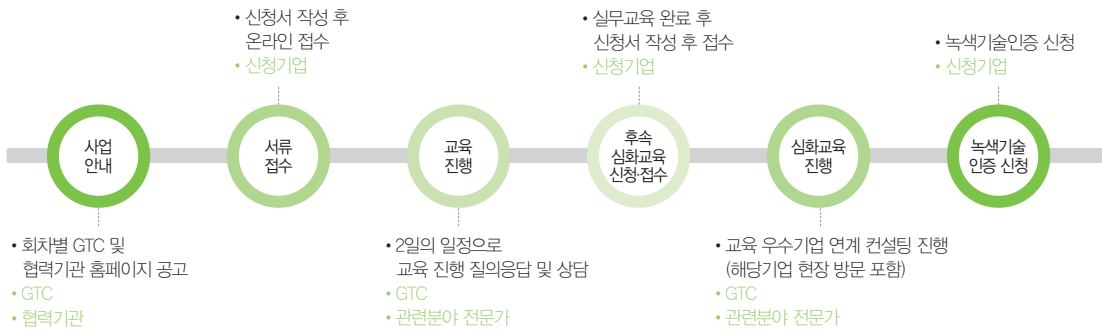 • 신청서 작성 후
온라인 접수
• 신청기업
• 실무교육 완료 후
신청서 작성 후 접수
• 신청기업
• 녹색기술인증 신청
• 신청기업
사업
안내
서류
접수
교육
진행
후속
심화교육
신청·접수
심화교육
진행
녹색기술
인증 신청
• 회차별 GTC 및
협력기관 홈페이지 공고
• GTC
• 협력기관
• 2일의 일정으로
교육 진행 질의응답 및 상담
• GTC
• 관련분야 전문가
• 교육 우수기업 연계 컨설팅 진행
(해당기업 현장 방문 포함)
• GTC
• 관련분야 전문가